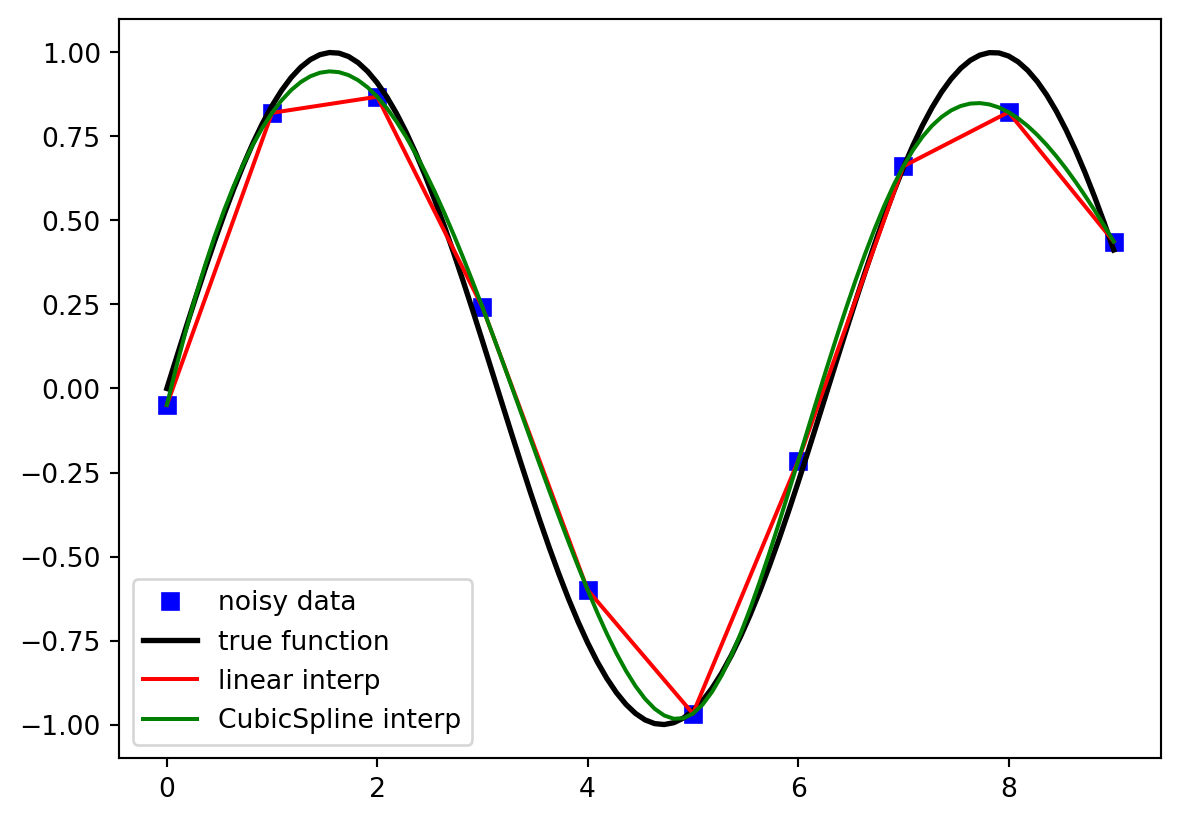 1.00
0.75
0.50
0.25
0.00
−0.25
−0.50
−0.75
−1.00
noisy data
true function
linear interp
CubicSpline interp
0 2 4 6 8